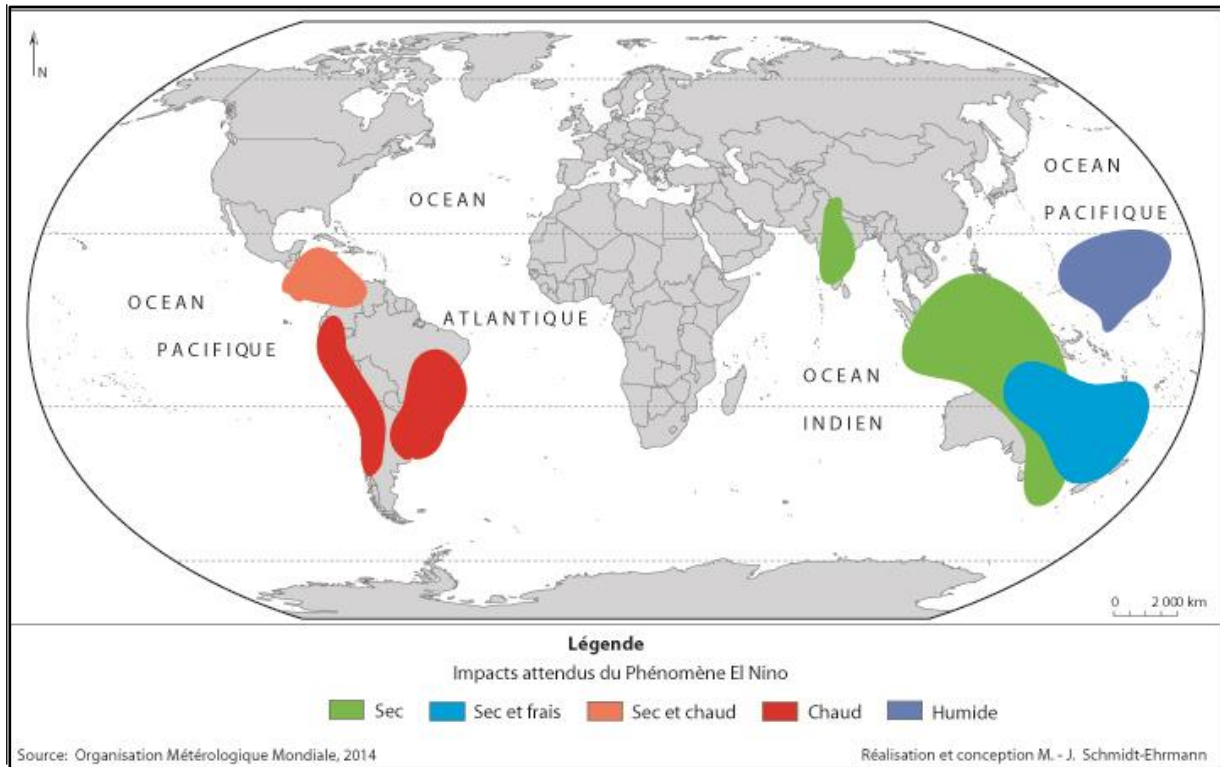 N
OCEAN
PACIFIQUE
OCEAN
ATLANTIQUE
OCEAN
INDIEN
OCEAN
PACIFIQUE
0 2 000 km
Légende
Impacts attendus du Phénomène El Nino
Sec Sec et frais Sec et chaud Chaud Humide
Source: Organisation Métérologique Mondiale, 2014 Réalisation et conception M. - J. Schmidt-Ehrmann